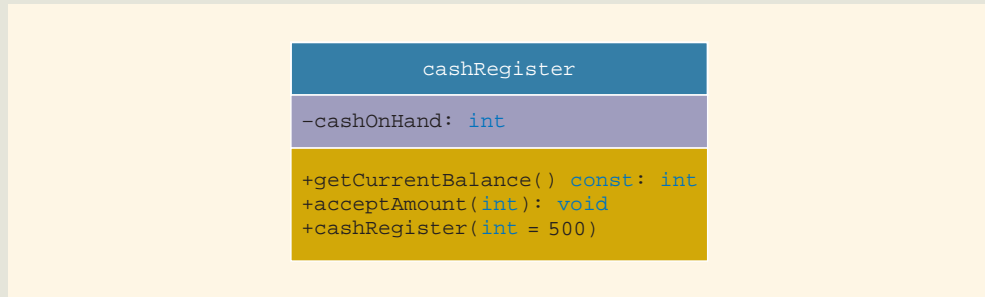 cashRegister
-cashOnHand: int
+getCurrentBalance() const: int
+acceptAmount(int): void
+cashRegister(int = 500)